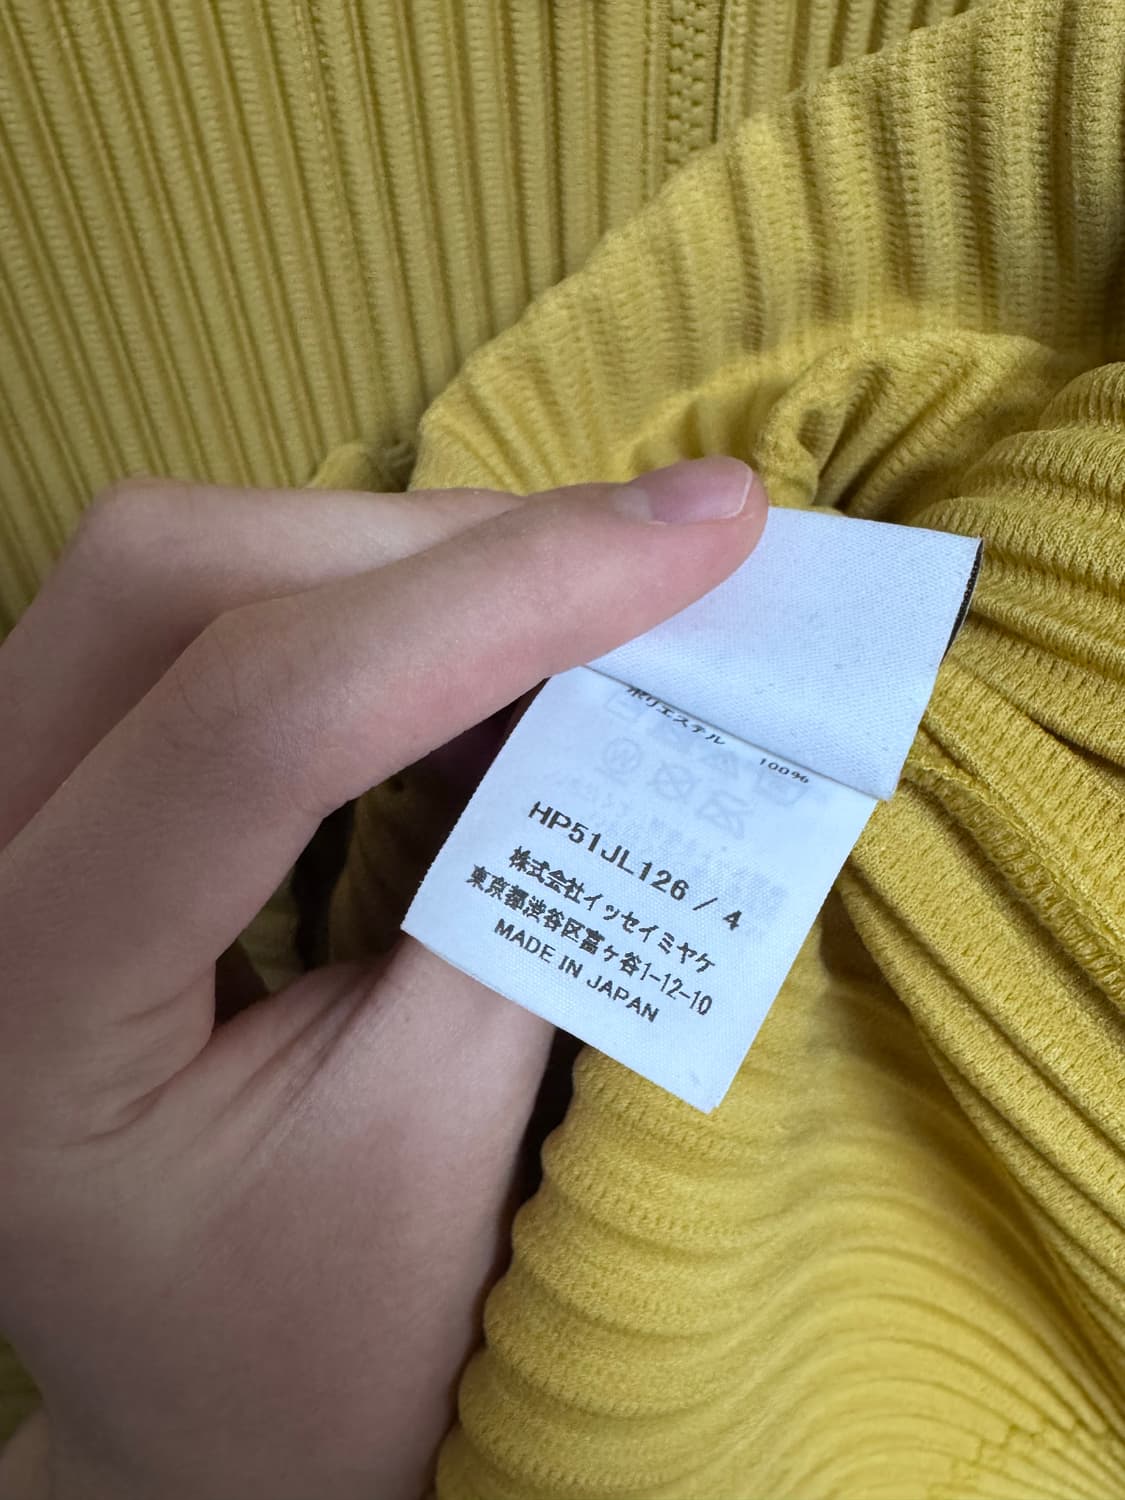 ポリエステル 100%
HP51JL126 / 4
株式会社イッセイミヤケ
東京都渋谷区富ヶ谷1-12-10
MADE IN JAPAN